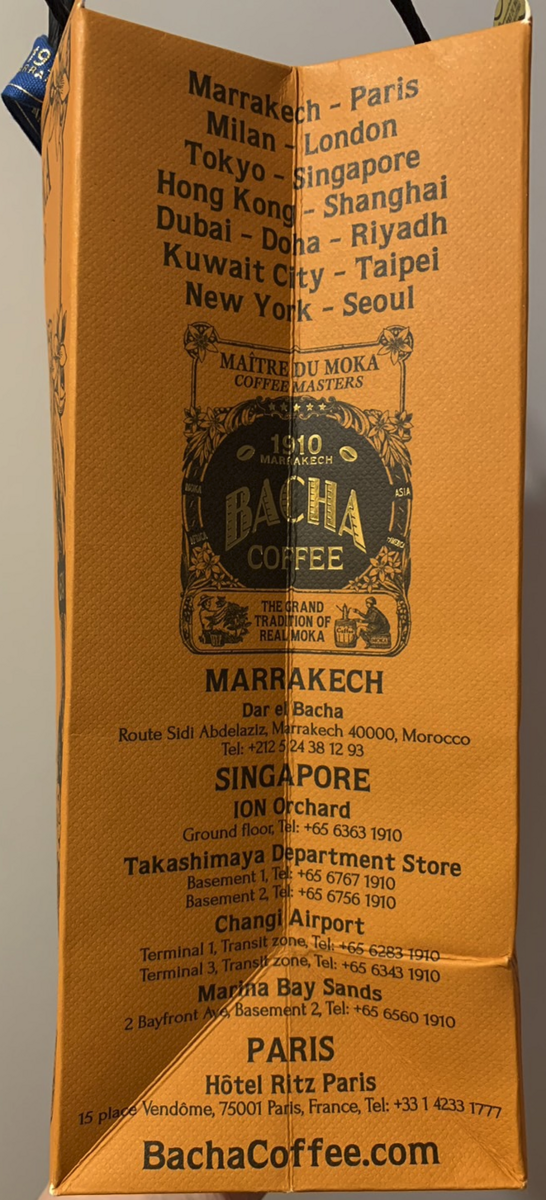 Marrakech - Paris
Milan - London
Tokyo - Singapore
Hong Kong - Shanghai
Dubai - Doha - Riyadh
Kuwait City - Taipei
New York - Seoul
MAÎTRE DU MOKA
COFFEE MASTERS
1910
MARRAKECH
BACHA
COFFEE
ASIA
THE GRAND
TRADITION OF
REAL MOKA
MARRAKECH
Dar el Bacha
Route Sidi Abdelaziz, Marrakech 40000, Morocco
Tel: +212 5 24 38 12 93
SINGAPORE
ION Orchard
Ground floor, Tel: +65 6363 1910
Takashimaya Department Store
Basement 1, Tel: +65 6767 1910
Basement 2, Tel: +65 6756 1910
Changi Airport
Terminal 1, Transit zone, Tel: +65 6283 1910
Terminal 3, Transit zone, Tel: +65 6343 1910
Marina Bay Sands
2 Bayfront Ave, Basement 2, Tel: +65 6560 1910
PARIS
Hôtel Ritz Paris
15 place Vendôme, 75001 Paris, France, Tel: +33 1 4233 1777
BachaCoffee.com